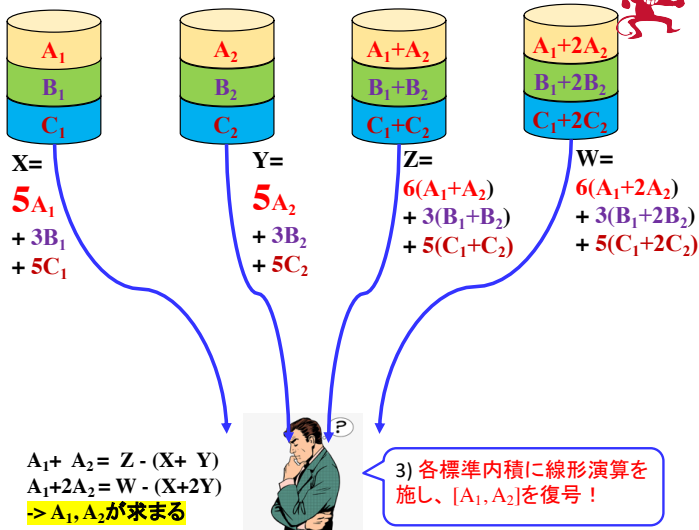 A₁
B₁
C₁
A₂
B₂
C₂
A₁+A₂
B₁+B₂
C₁+C₂
A₁+2A₂
B₁+2B₂
C₁+2C₂
X=
5A₁
+ 3B₁
+ 5C₁
Y=
5A₂
+ 3B₂
+ 5C₂
Z=
6(A₁+A₂)
+ 3(B₁+B₂)
+ 5(C₁+C₂)
W=
6(A₁+2A₂)
+ 3(B₁+2B₂)
+ 5(C₁+2C₂)
?
A₁+ A₂ = Z - (X+ Y)
A₁+2A₂ = W - (X+2Y)
-> A₁, A₂が求まる
3) 各標準内積に線形演算を
施し、[A₁, A₂]を復号！